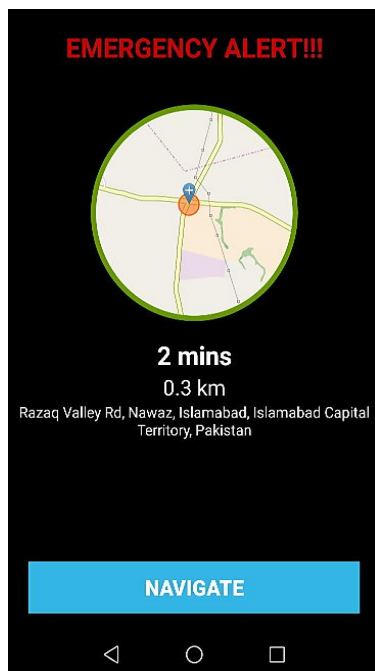 EMERGENCY ALERT!!!
2 mins
0.3 km
Razaq Valley Rd, Nawaz, Islamabad, Islamabad Capital
Territory, Pakistan
NAVIGATE